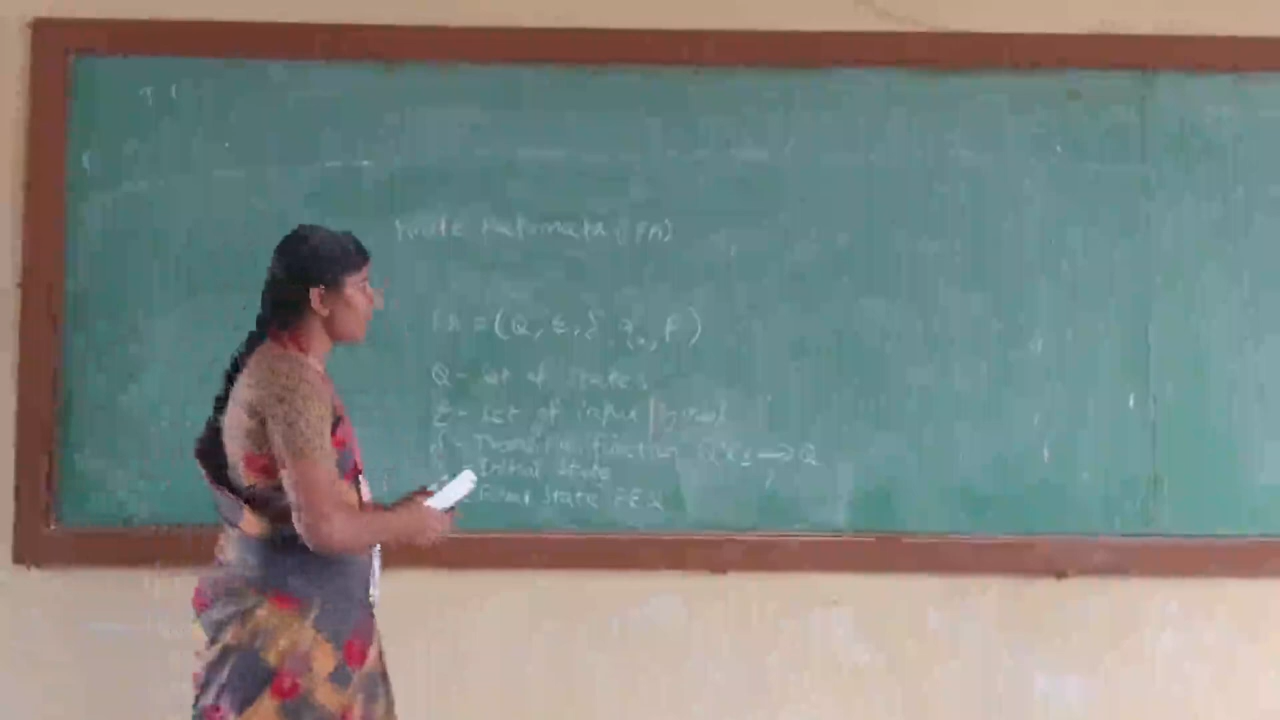 Finite Automata (FA)
FA = (Q, Σ, δ, q₀, F)
Q - set of states
Σ - set of input symbol
δ - Transition function Q×Σ → Q
- Initial State
- Final State F∈Q